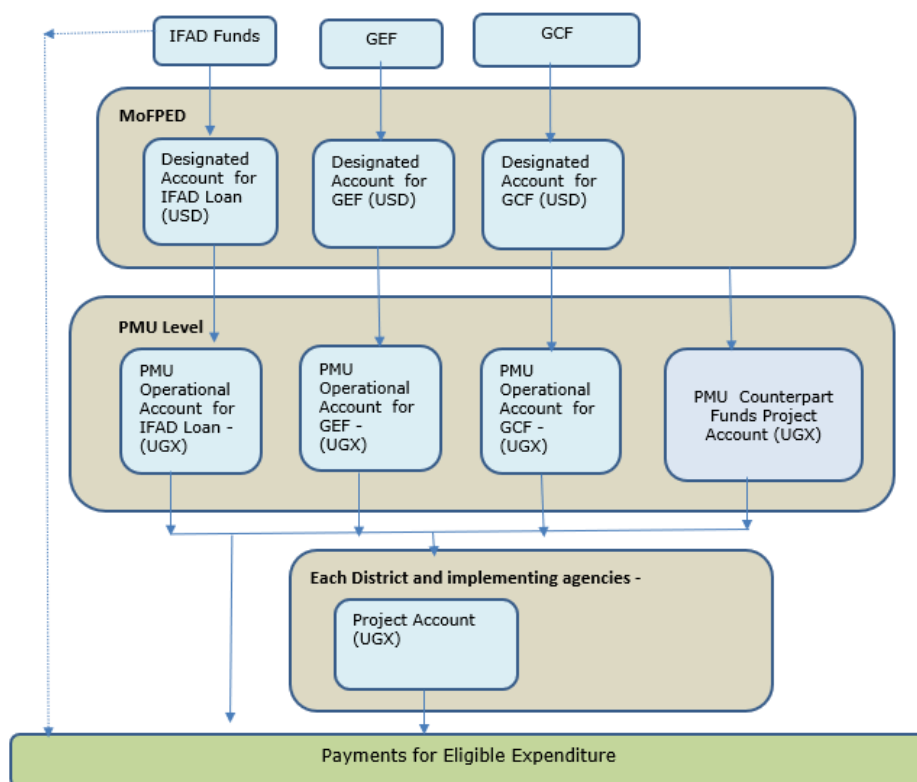 IFAD Funds
GEF
GCF
MoFPED
Designated
Account for
IFAD Loan
(USD)
Designated
Account for
GEF (USD)
Designated
Account for
GCF (USD)
PMU Level
PMU
Operational
Account for
IFAD Loan -
(UGX)
PMU
Operational
Account for
GEF -
(UGX)
PMU
Operational
Account for
GCF -
(UGX)
PMU Counterpart
Funds Project
Account (UGX)
Each District and implementing agencies -
Project Account
(UGX)
Payments for Eligible Expenditure